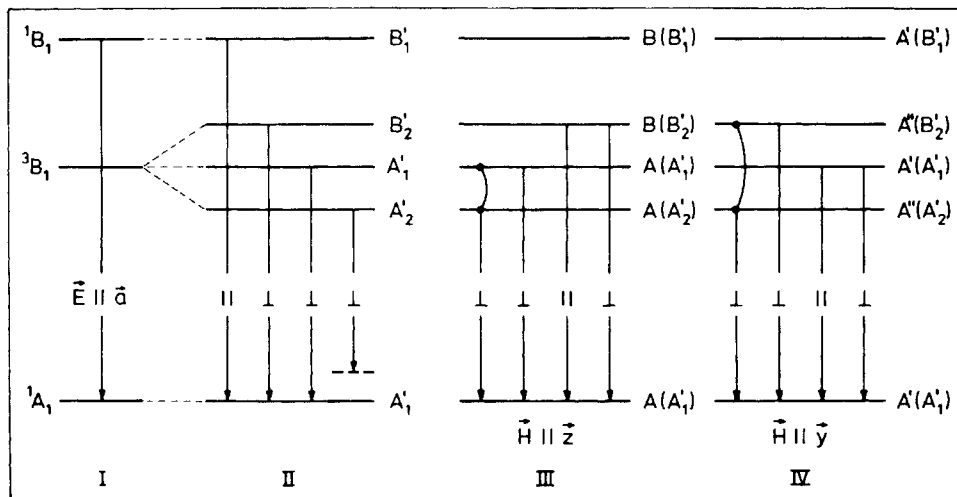 ¹B₁ B'₁ B(B'₁) A'(B'₁)
B'₂ B(B'₂) A"(B'₂)
³B₁ A'₁ A(A'₁) A'(A'₁)
A'₂ A(A'₂) A"(A'₂)
E⃗ || a⃗ || ⊥ ⊥ ⊥ ⊥ ⊥ || ⊥ ⊥ ⊥ || ⊥
¹A₁ A'₁ A(A'₁) A'(A'₁)
H⃗ || z⃗ H⃗ || y⃗
I II III IV